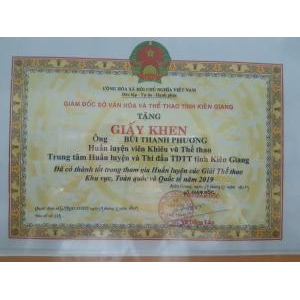 CỘNG HÒA XÃ HỘI CHỦ NGHĨA VIỆT NAM
Độc lập - Tự do - Hạnh phúc
GIÁM ĐỐC SỞ VĂN HÓA VÀ THỂ THAO TỈNH KIÊN GIANG
TẶNG
GIẤY KHEN
Ông BÙI THANH PHƯƠNG
Huấn luyện viên Khiêu vũ Thể thao
Trung tâm Huấn luyện và Thi đấu TDTT tỉnh Kiên Giang
Đã có thành tích trong tham gia Huấn luyện các Giải Thể thao
Khu vực, Toàn quốc và Quốc tế năm 2019